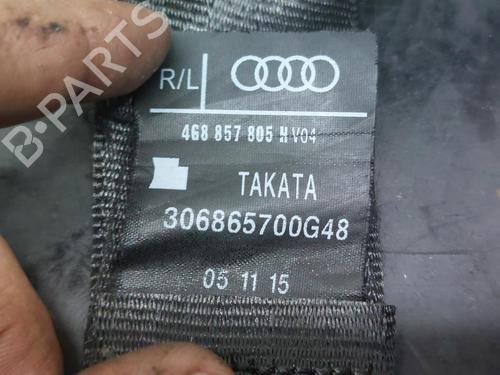 R/L
4G8 857 805 H V04
TAKATA
306865700G48
05 11 15
B-PARTS